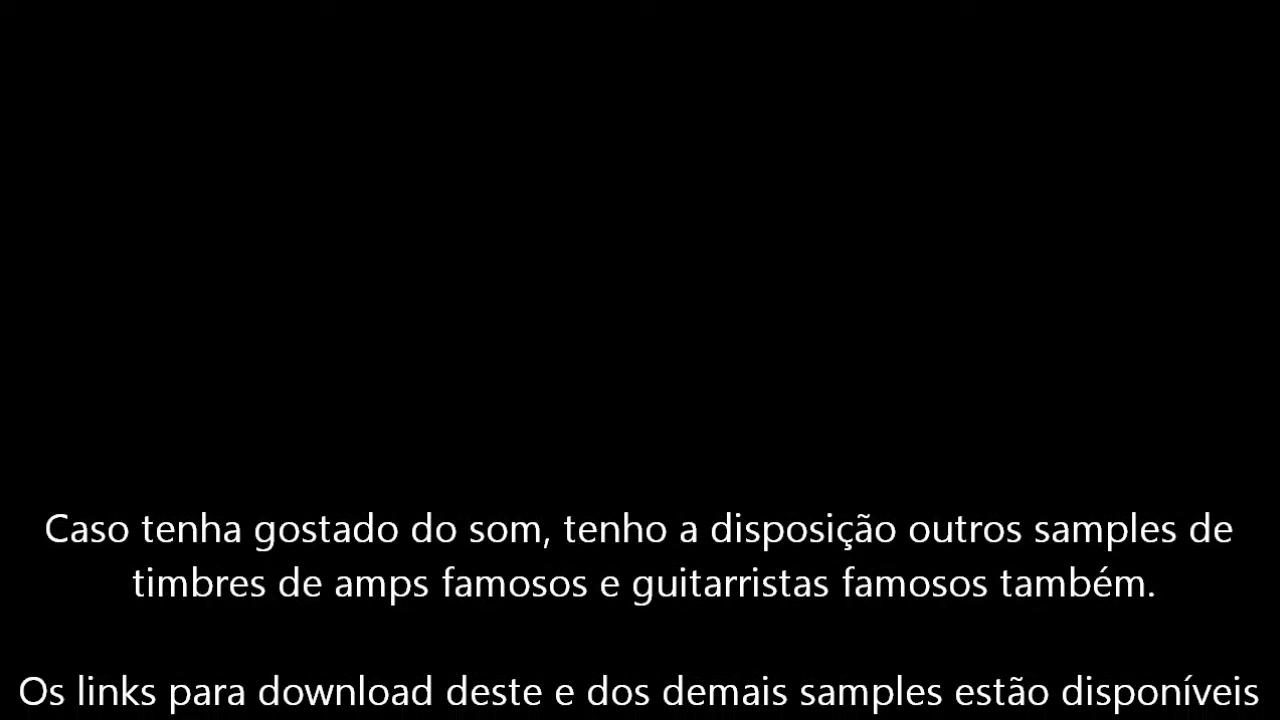 Caso tenha gostado do som, tenho a disposição outros samples de
timbres de amps famosos e guitarristas famosos também.
Os links para download deste e dos demais samples estão disponíveis